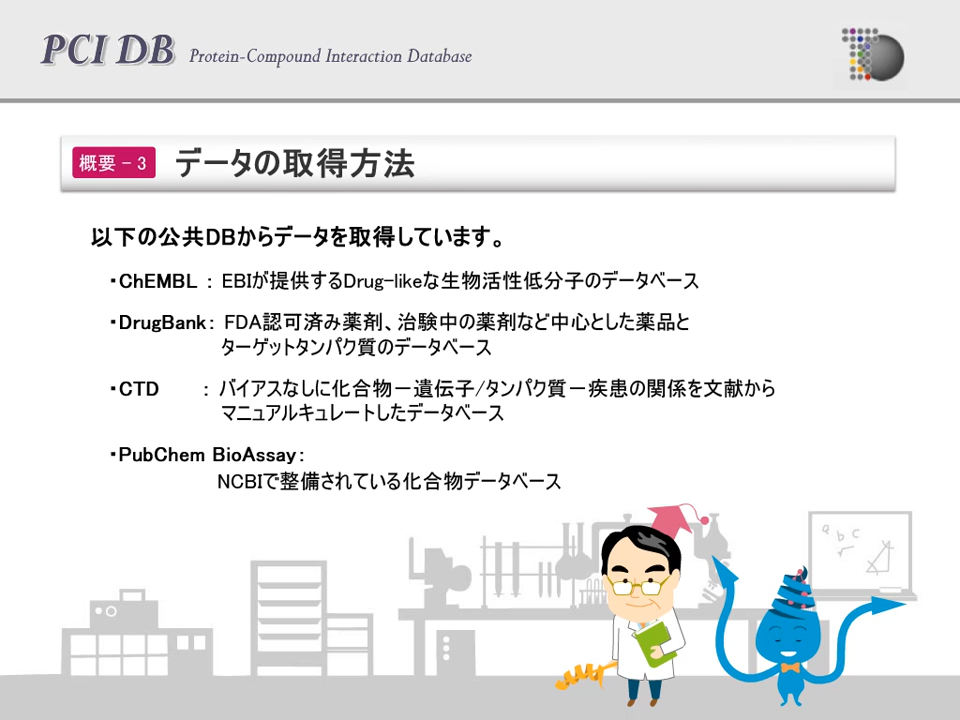 PCI DB Protein-Compound Interaction Database
概要－3 データの取得方法
以下の公共DBからデータを取得しています。
・ChEMBL ： EBIが提供するDrug-likeな生物活性低分子のデータベース
・DrugBank： FDA認可済み薬剤、治験中の薬剤など中心とした薬品と
ターゲットタンパク質のデータベース
・CTD ： バイアスなしに化合物－遺伝子/タンパク質－疾患の関係を文献から
マニュアルキュレートしたデータベース
・PubChem BioAssay：
NCBIで整備されている化合物データベース
a b c